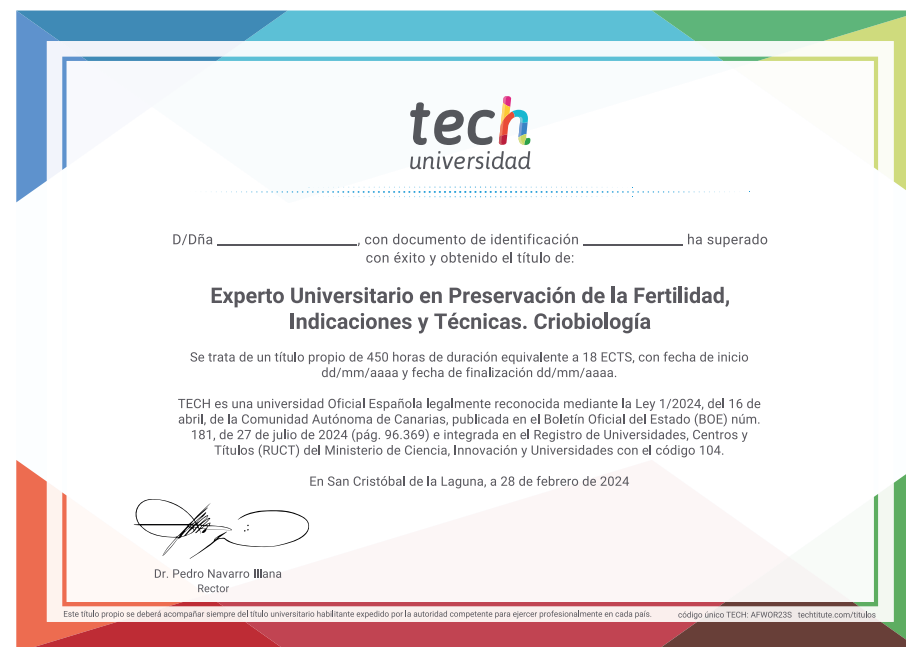 tech
universidad
D/Dña ____________________, con documento de identificación ______________ ha superado
con éxito y obtenido el título de:
Experto Universitario en Preservación de la Fertilidad,
Indicaciones y Técnicas. Criobiología
Se trata de un título propio de 450 horas de duración equivalente a 18 ECTS, con fecha de inicio
dd/mm/aaaa y fecha de finalización dd/mm/aaaa.
TECH es una universidad Oficial Española legalmente reconocida mediante la Ley 1/2024, del 16 de
abril, de la Comunidad Autónoma de Canarias, publicada en el Boletín Oficial del Estado (BOE) núm.
181, de 27 de julio de 2024 (pág. 96.369) e integrada en el Registro de Universidades, Centros y
Títulos (RUCT) del Ministerio de Ciencia, Innovación y Universidades con el código 104.
En San Cristóbal de la Laguna, a 28 de febrero de 2024
Dr. Pedro Navarro Illana
Rector
Este título propio se deberá acompañar siempre del título universitario habilitante expedido por la autoridad competente para ejercer profesionalmente en cada país.
código único TECH: AFWOR23S techtitute.com/titulos